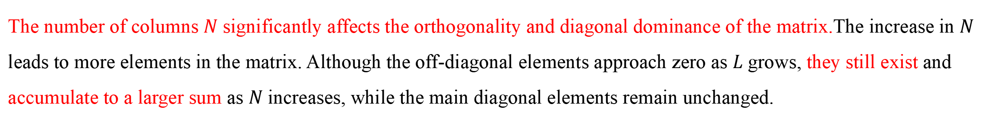 The number of columns N significantly affects the orthogonality and diagonal dominance of the matrix.The increase in N
leads to more elements in the matrix. Although the off-diagonal elements approach zero as L grows, they still exist and
accumulate to a larger sum as N increases, while the main diagonal elements remain unchanged.